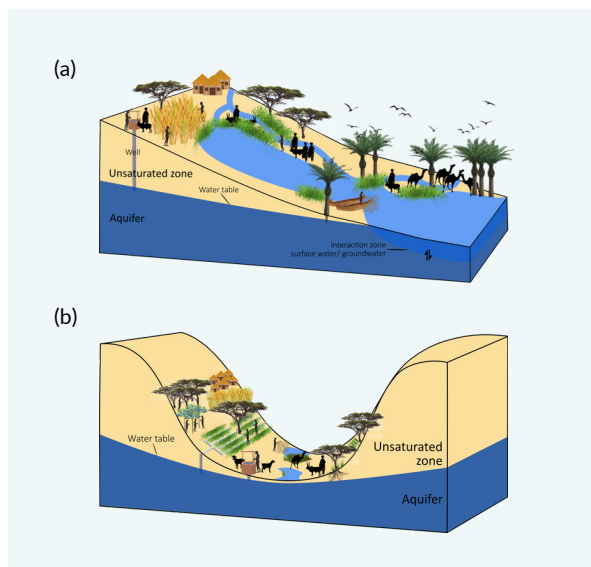 (a)
Well
Unsaturated zone
Water table
Aquifer
Interaction zone
surface water/ groundwater
(b)
Water table
Unsaturated
zone
Aquifer